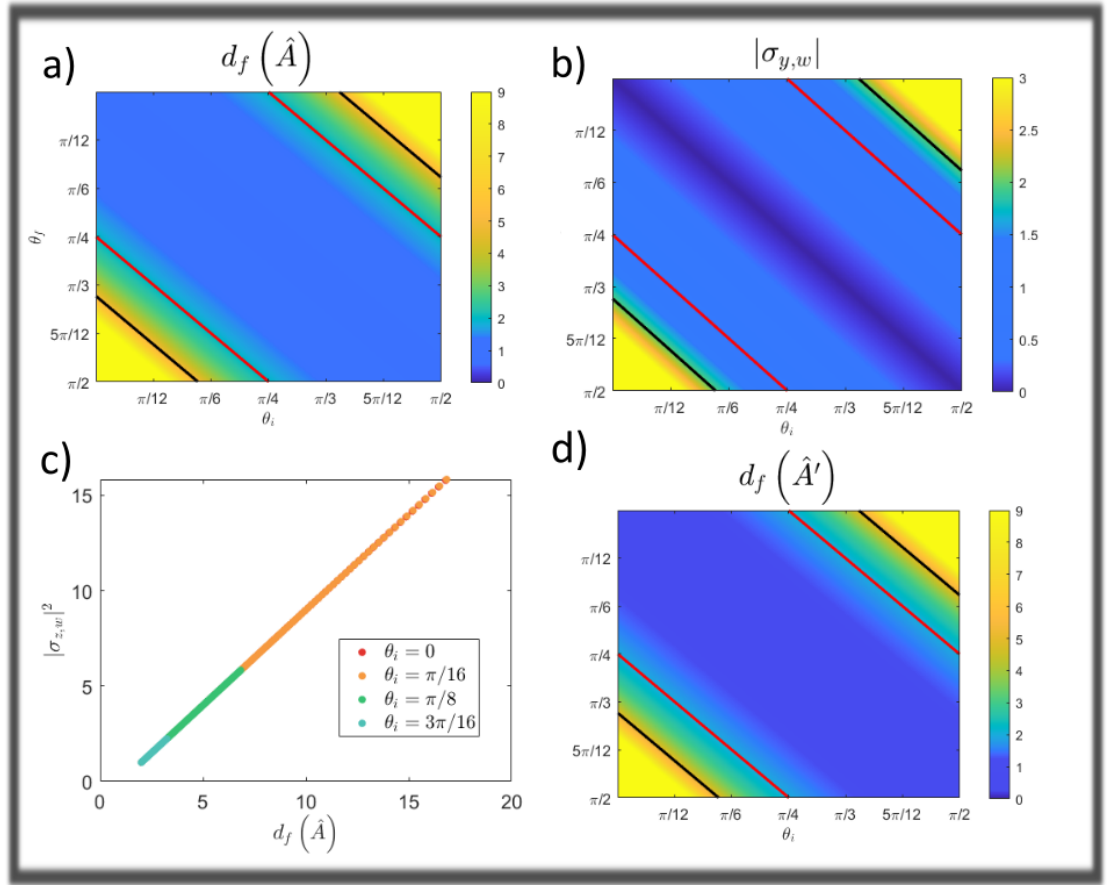 a)
d_f (Â)
9
8
7
6
5
4
3
2
1
0
π/12
π/6
π/4
π/3
5π/12
π/2
θ_f
π/12 π/6 π/4 π/3 5π/12 π/2
θ_i
b)
|σ_{y,w}|
3
2.5
2
1.5
1
0.5
0
π/12
π/6
π/4
π/3
5π/12
π/2
π/12 π/6 π/4 π/3 5π/12 π/2
θ_i
c)
15
10
5
0
|σ_{z,w}|²
0 5 10 15 20
d_f (Â)
θ_i = 0
θ_i = π/16
θ_i = π/8
θ_i = 3π/16
d)
d_f (Â′)
9
8
7
6
5
4
3
2
1
0
π/12
π/6
π/4
π/3
5π/12
π/2
π/12 π/6 π/4 π/3 5π/12 π/2
θ_i